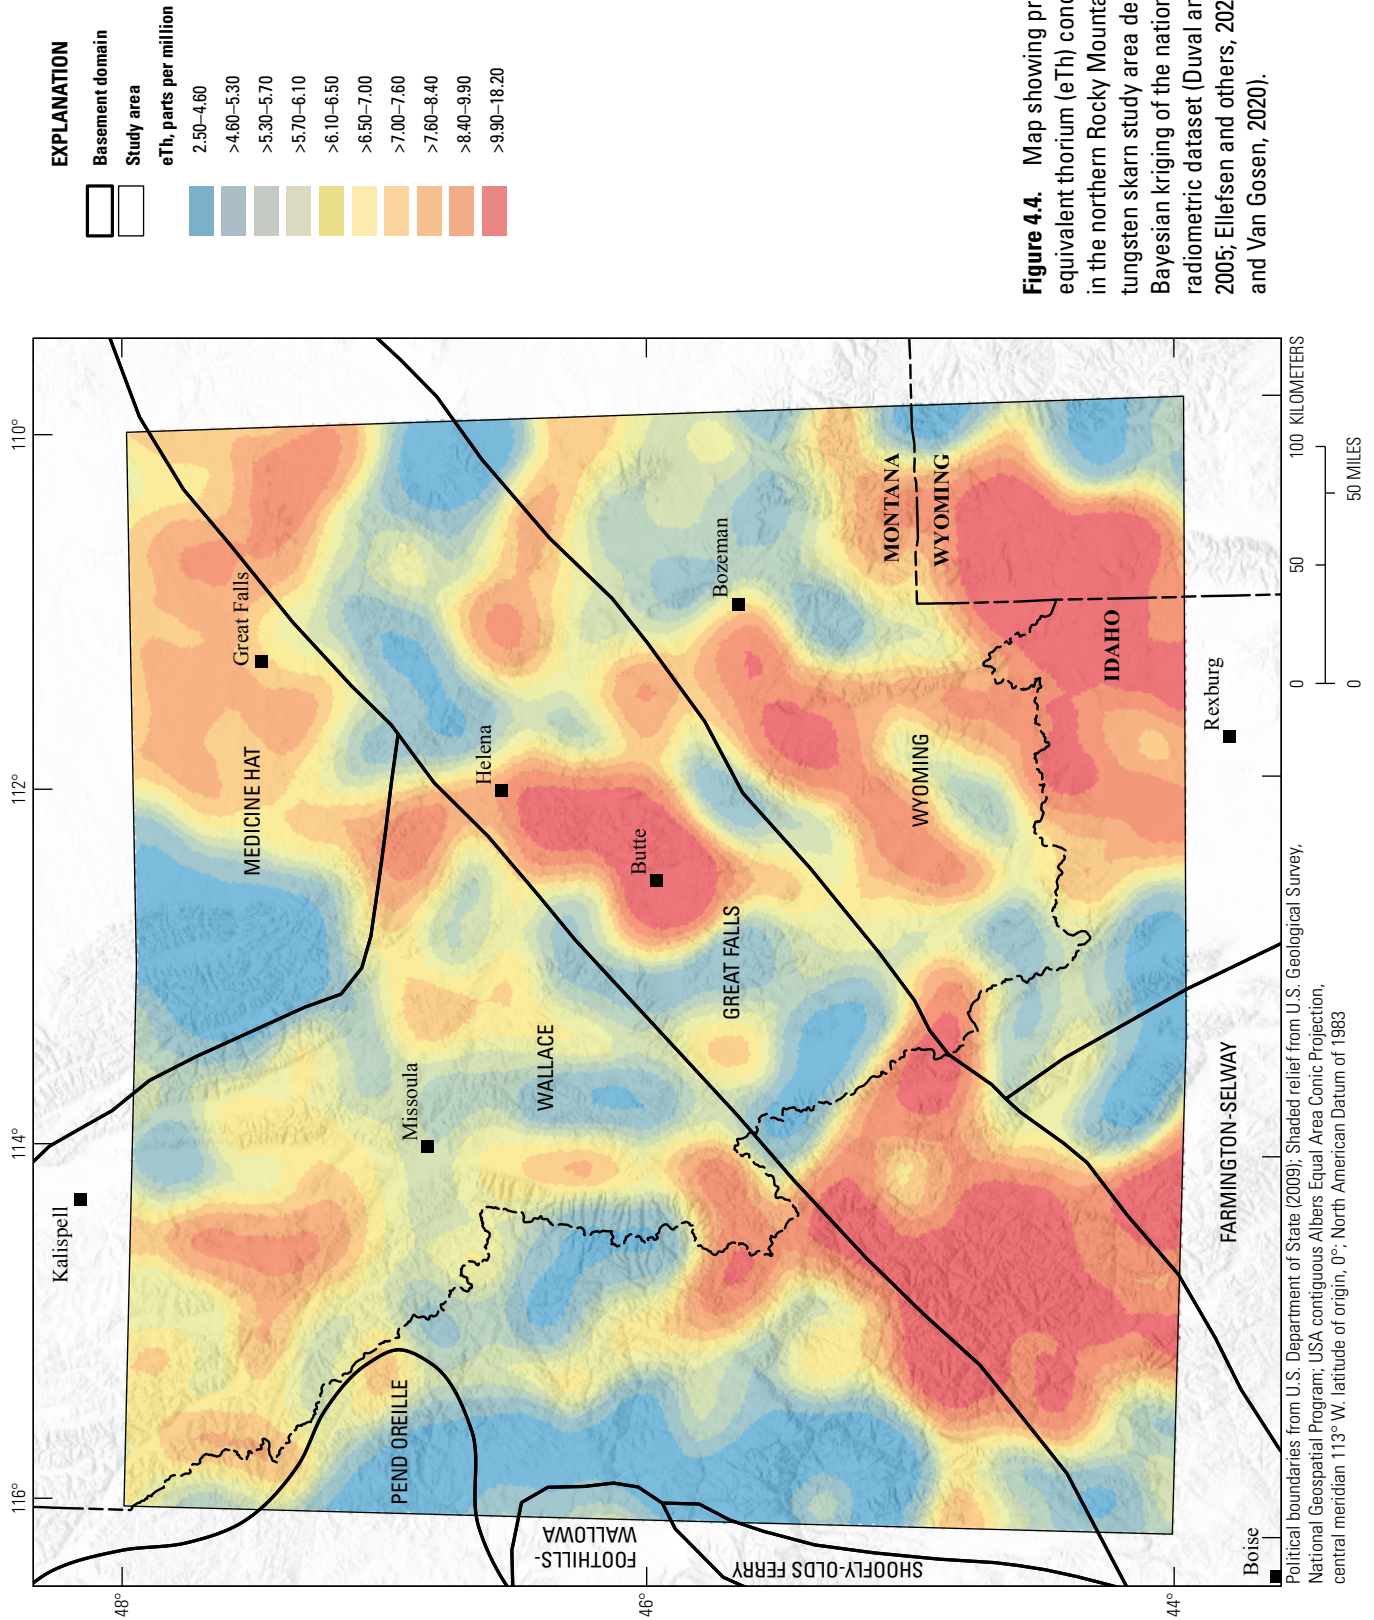 116°
114°
112°
110°
48°
46°
44°
Kalispell
Great Falls
MEDICINE HAT
Missoula
Helena
PEND OREILLE
WALLACE
Butte
Bozeman
GREAT FALLS
FOOTHILLS-
WALLOWA
SHOOFLY-OLDS FERRY
MONTANA
WYOMING
WYOMING
IDAHO
FARMINGTON-SELWAY
Rexburg
Boise
0 50 100 KILOMETERS
0 50 MILES
Political boundaries from U.S. Department of State (2009); Shaded relief from U.S. Geological Survey,
National Geospatial Program; USA contiguous Albers Equal Area Conic Projection,
central meridian 113° W. latitude of origin, 0°; North American Datum of 1983
EXPLANATION
Basement domain
Study area
eTh, parts per million
2.50–4.60
>4.60–5.30
>5.30–5.70
>5.70–6.10
>6.10–6.50
>6.50–7.00
>7.00–7.60
>7.60–8.40
>8.40–9.90
>9.90–18.20
Figure 4.4. Map showing pr
equivalent thorium (eTh) conc
in the northern Rocky Mounta
tungsten skarn study area de
Bayesian kriging of the nation
radiometric dataset (Duval an
2005; Ellefsen and others, 202
and Van Gosen, 2020).